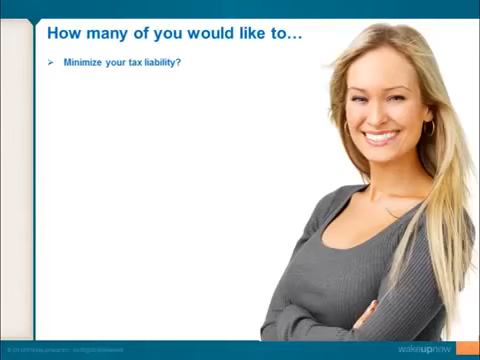 How many of you would like to…
➢ Minimize your tax liability?
wakeupnow